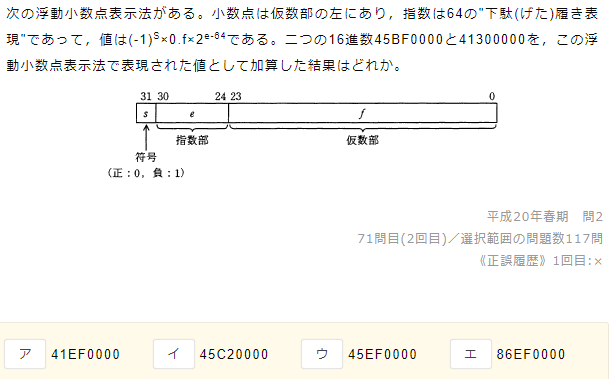 次の浮動小数点表示法がある。小数点は仮数部の左にあり，指数は64の"下駄(げた)履き表
現"であって，値は(-1)ˢ×0.f×2ᵉ⁻⁶⁴である。二つの16進数45BF0000と41300000を，この浮
動小数点表示法で表現された値として加算した結果はどれか。
31 30 24 23 0
s e f
指数部 仮数部
符号
(正：0，負：1)
平成20年春期 問2
71問目(2回目)／選択範囲の問題数117問
《正誤履歴》1回目:×
ア 41EF0000 イ 45C20000 ウ 45EF0000 エ 86EF0000